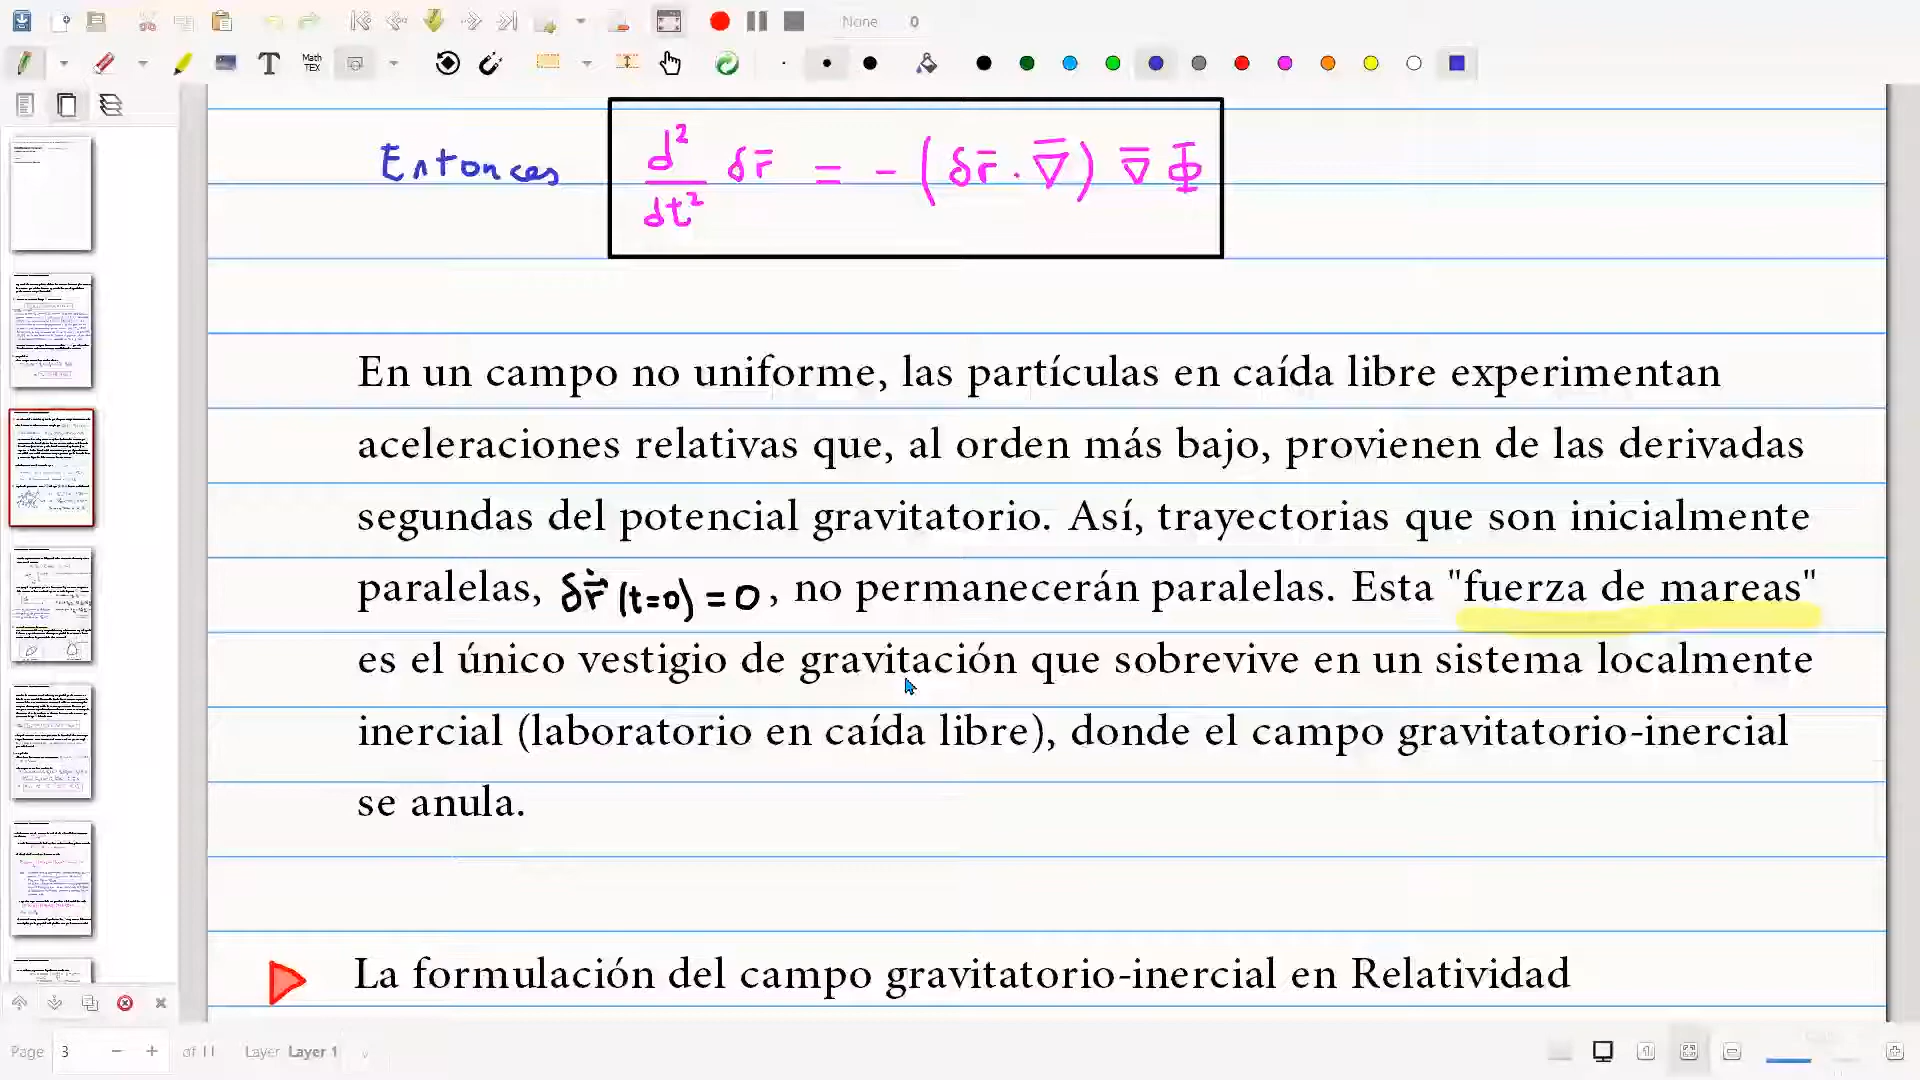 None 0
T Math TEX
Entonces d²/dt² δr̄ = - (δr̄ · ∇̄) ∇̄ Φ
En un campo no uniforme, las partículas en caída libre experimentan
aceleraciones relativas que, al orden más bajo, provienen de las derivadas
segundas del potencial gravitatorio. Así, trayectorias que son inicialmente
paralelas, δṙ̄ (t=0) = 0, no permanecerán paralelas. Esta "fuerza de mareas"
es el único vestigio de gravitación que sobrevive en un sistema localmente
inercial (laboratorio en caída libre), donde el campo gravitatorio-inercial
se anula.
La formulación del campo gravitatorio-inercial en Relatividad
Page 3 − + of 11 Layer Layer 1